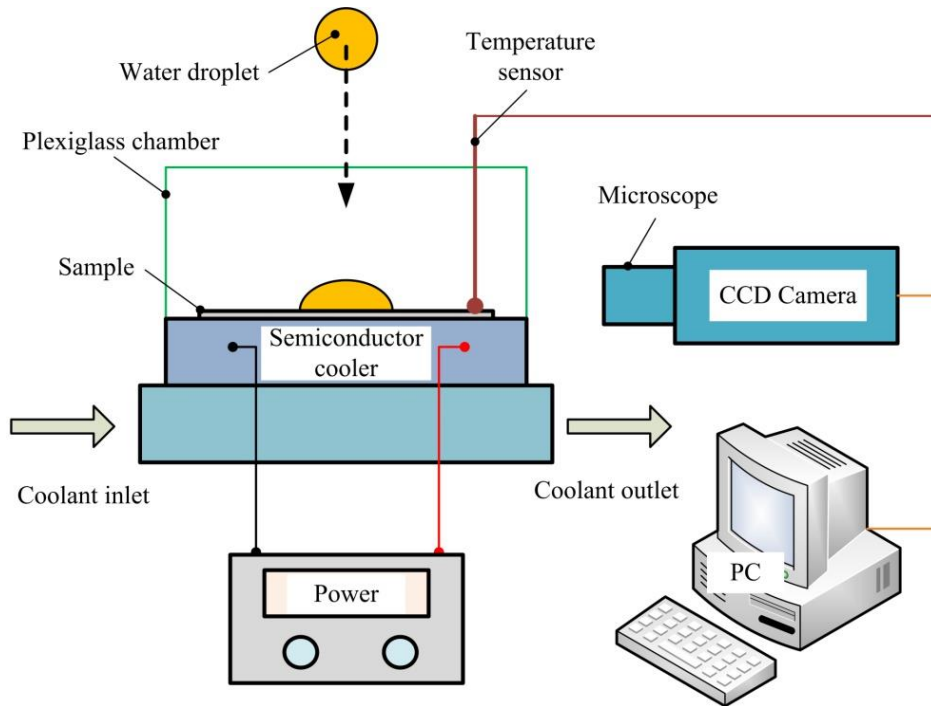 Water droplet
Temperature
sensor
Plexiglass chamber
Microscope
Sample
CCD Camera
Semiconductor
cooler
Coolant inlet
Coolant outlet
PC
Power